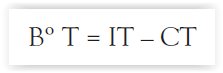 Bº T = IT – CT